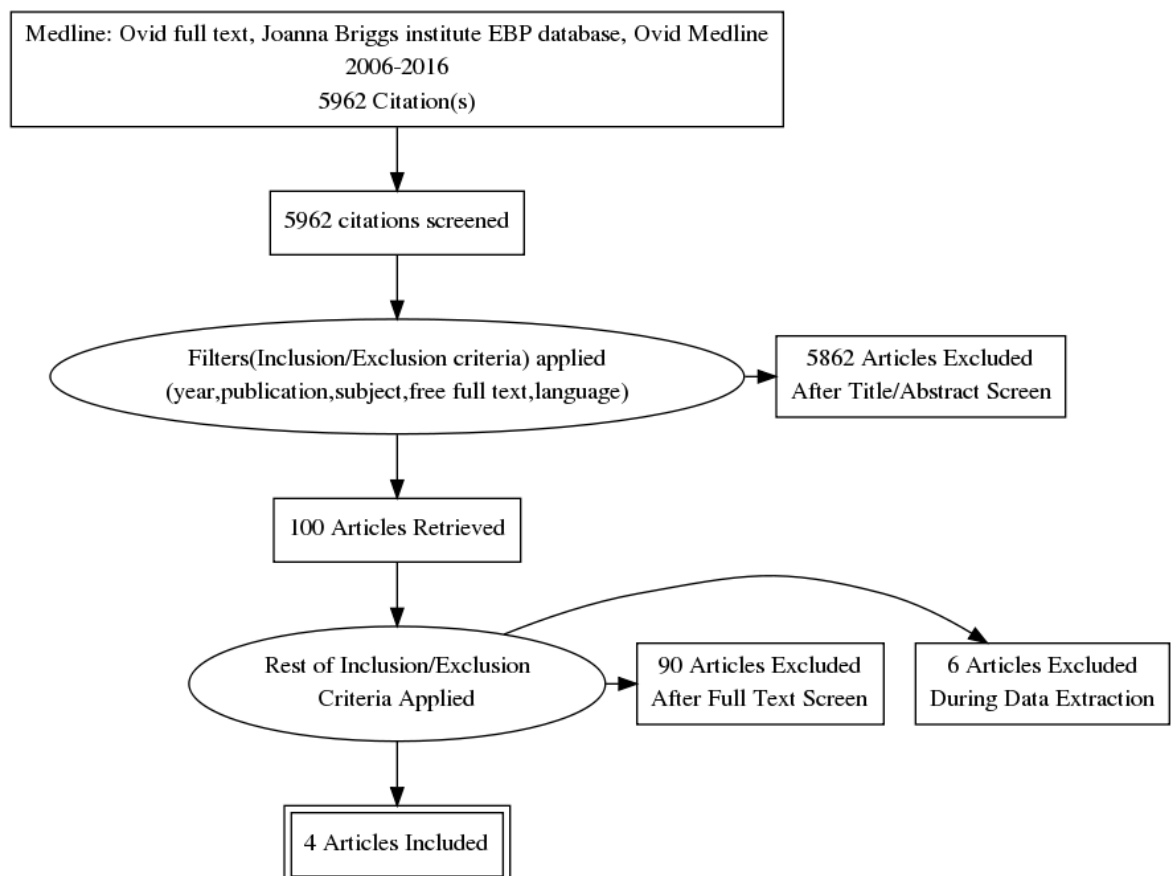 Medline: Ovid full text, Joanna Briggs institute EBP database, Ovid Medline
2006-2016
5962 Citation(s)
5962 citations screened
Filters(Inclusion/Exclusion criteria) applied
(year,publication,subject,free full text,language)
5862 Articles Excluded
After Title/Abstract Screen
100 Articles Retrieved
Rest of Inclusion/Exclusion
Criteria Applied
90 Articles Excluded
After Full Text Screen
6 Articles Excluded
During Data Extraction
4 Articles Included